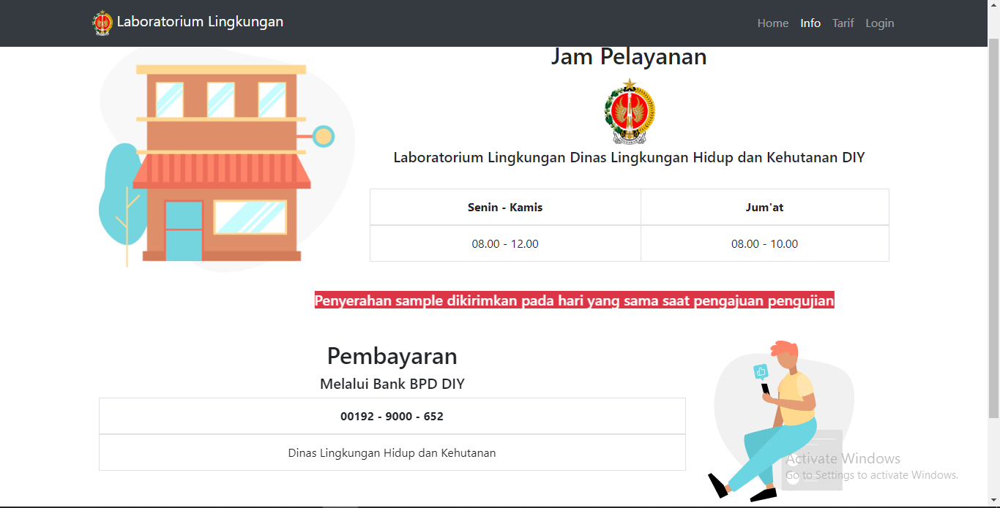 Laboratorium Lingkungan
Home Info Tarif Login
Jam Pelayanan
Laboratorium Lingkungan Dinas Lingkungan Hidup dan Kehutanan DIY
Senin - Kamis Jum'at
08.00 - 12.00 08.00 - 10.00
Penyerahan sample dikirimkan pada hari yang sama saat pengajuan pengujian
Pembayaran
Melalui Bank BPD DIY
00192 - 9000 - 652
Dinas Lingkungan Hidup dan Kehutanan
Activate Windows
Go to Settings to activate Windows.